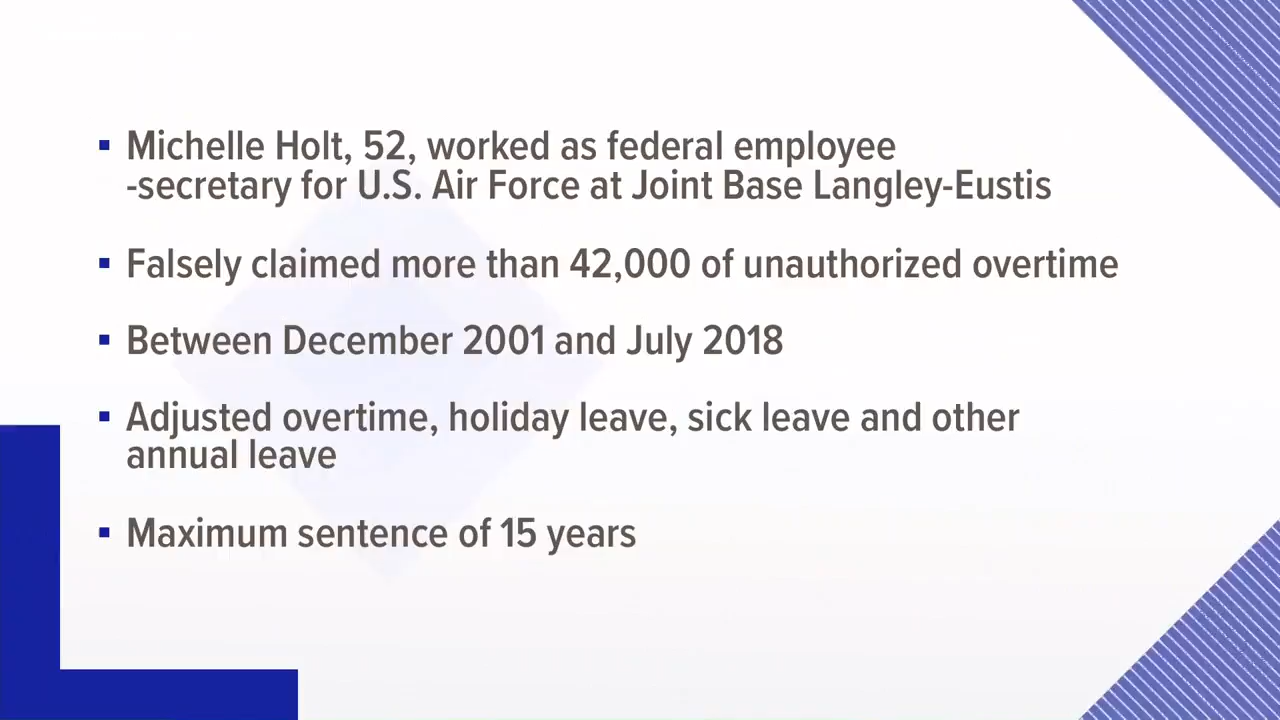 ▪ Michelle Holt, 52, worked as federal employee
-secretary for U.S. Air Force at Joint Base Langley-Eustis
▪ Falsely claimed more than 42,000 of unauthorized overtime
▪ Between December 2001 and July 2018
▪ Adjusted overtime, holiday leave, sick leave and other
annual leave
▪ Maximum sentence of 15 years